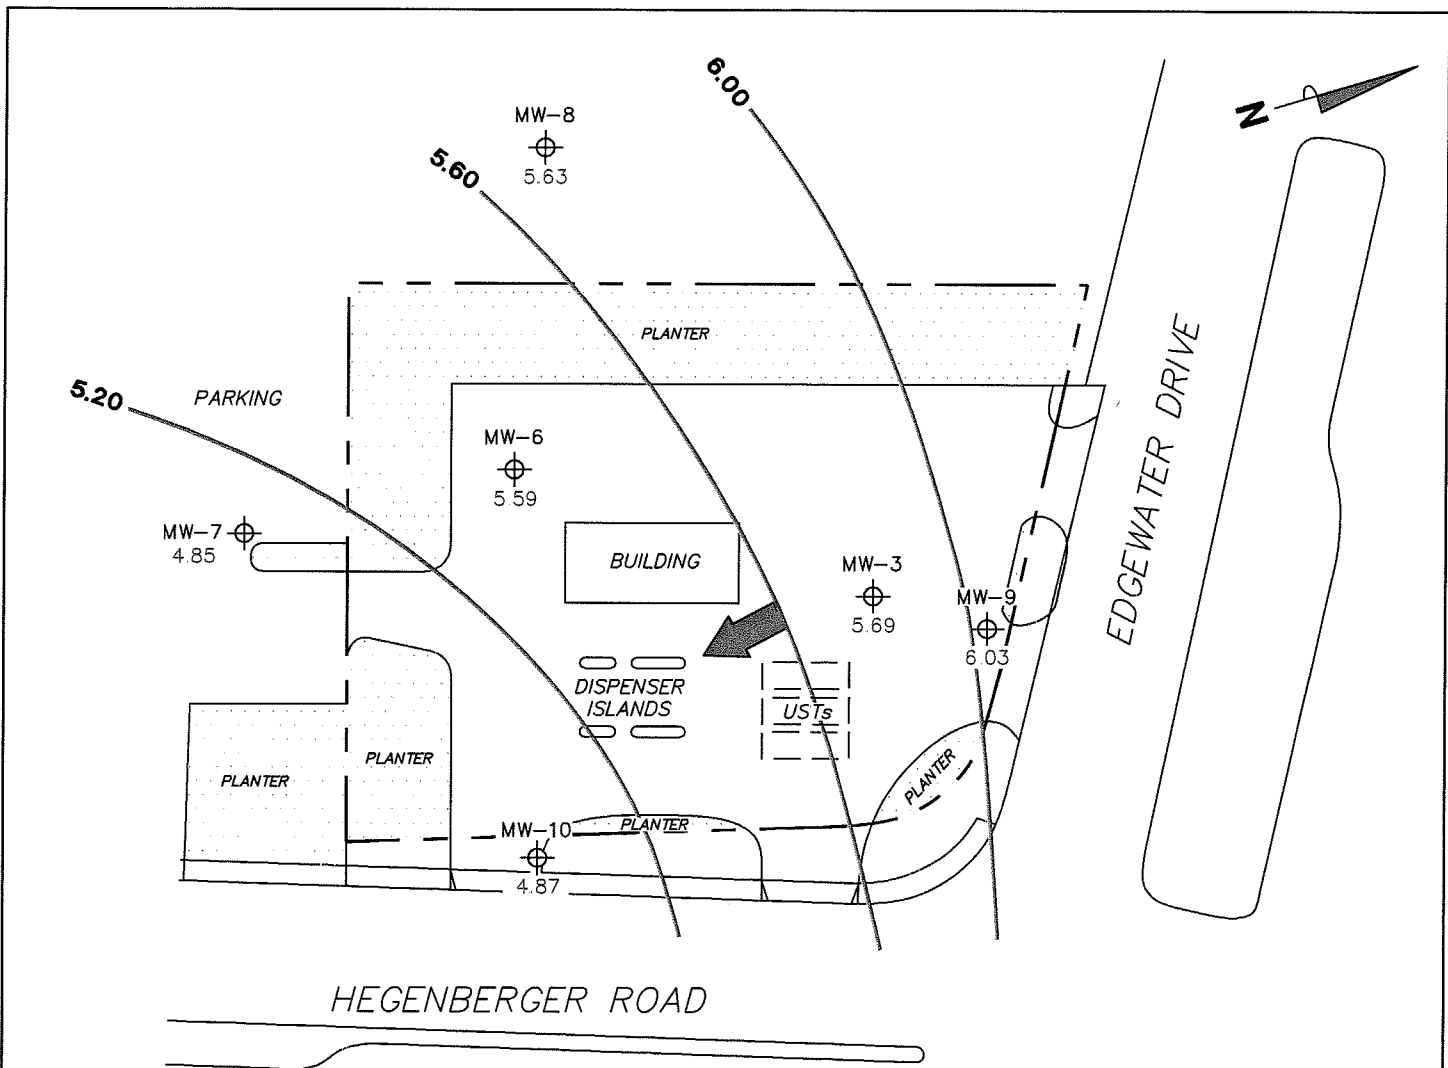 6.00
N
MW-8
5.63
5.60
PLANTER
EDGEWATER DRIVE
5.20
PARKING
MW-6
5.59
MW-7
4.85
BUILDING
MW-3
5.69
MW-9
6.03
DISPENSER
ISLANDS
USTs
PLANTER
PLANTER
PLANTER
PLANTER
MW-10
4.87
HEGENBERGER ROAD